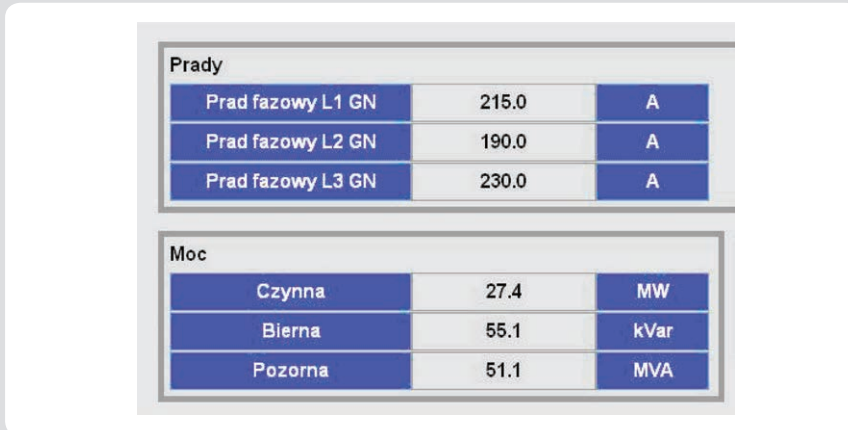 Prady
Prad fazowy L1 GN 215.0 A
Prad fazowy L2 GN 190.0 A
Prad fazowy L3 GN 230.0 A
Moc
Czynna 27.4 MW
Bierna 55.1 kVar
Pozorna 51.1 MVA